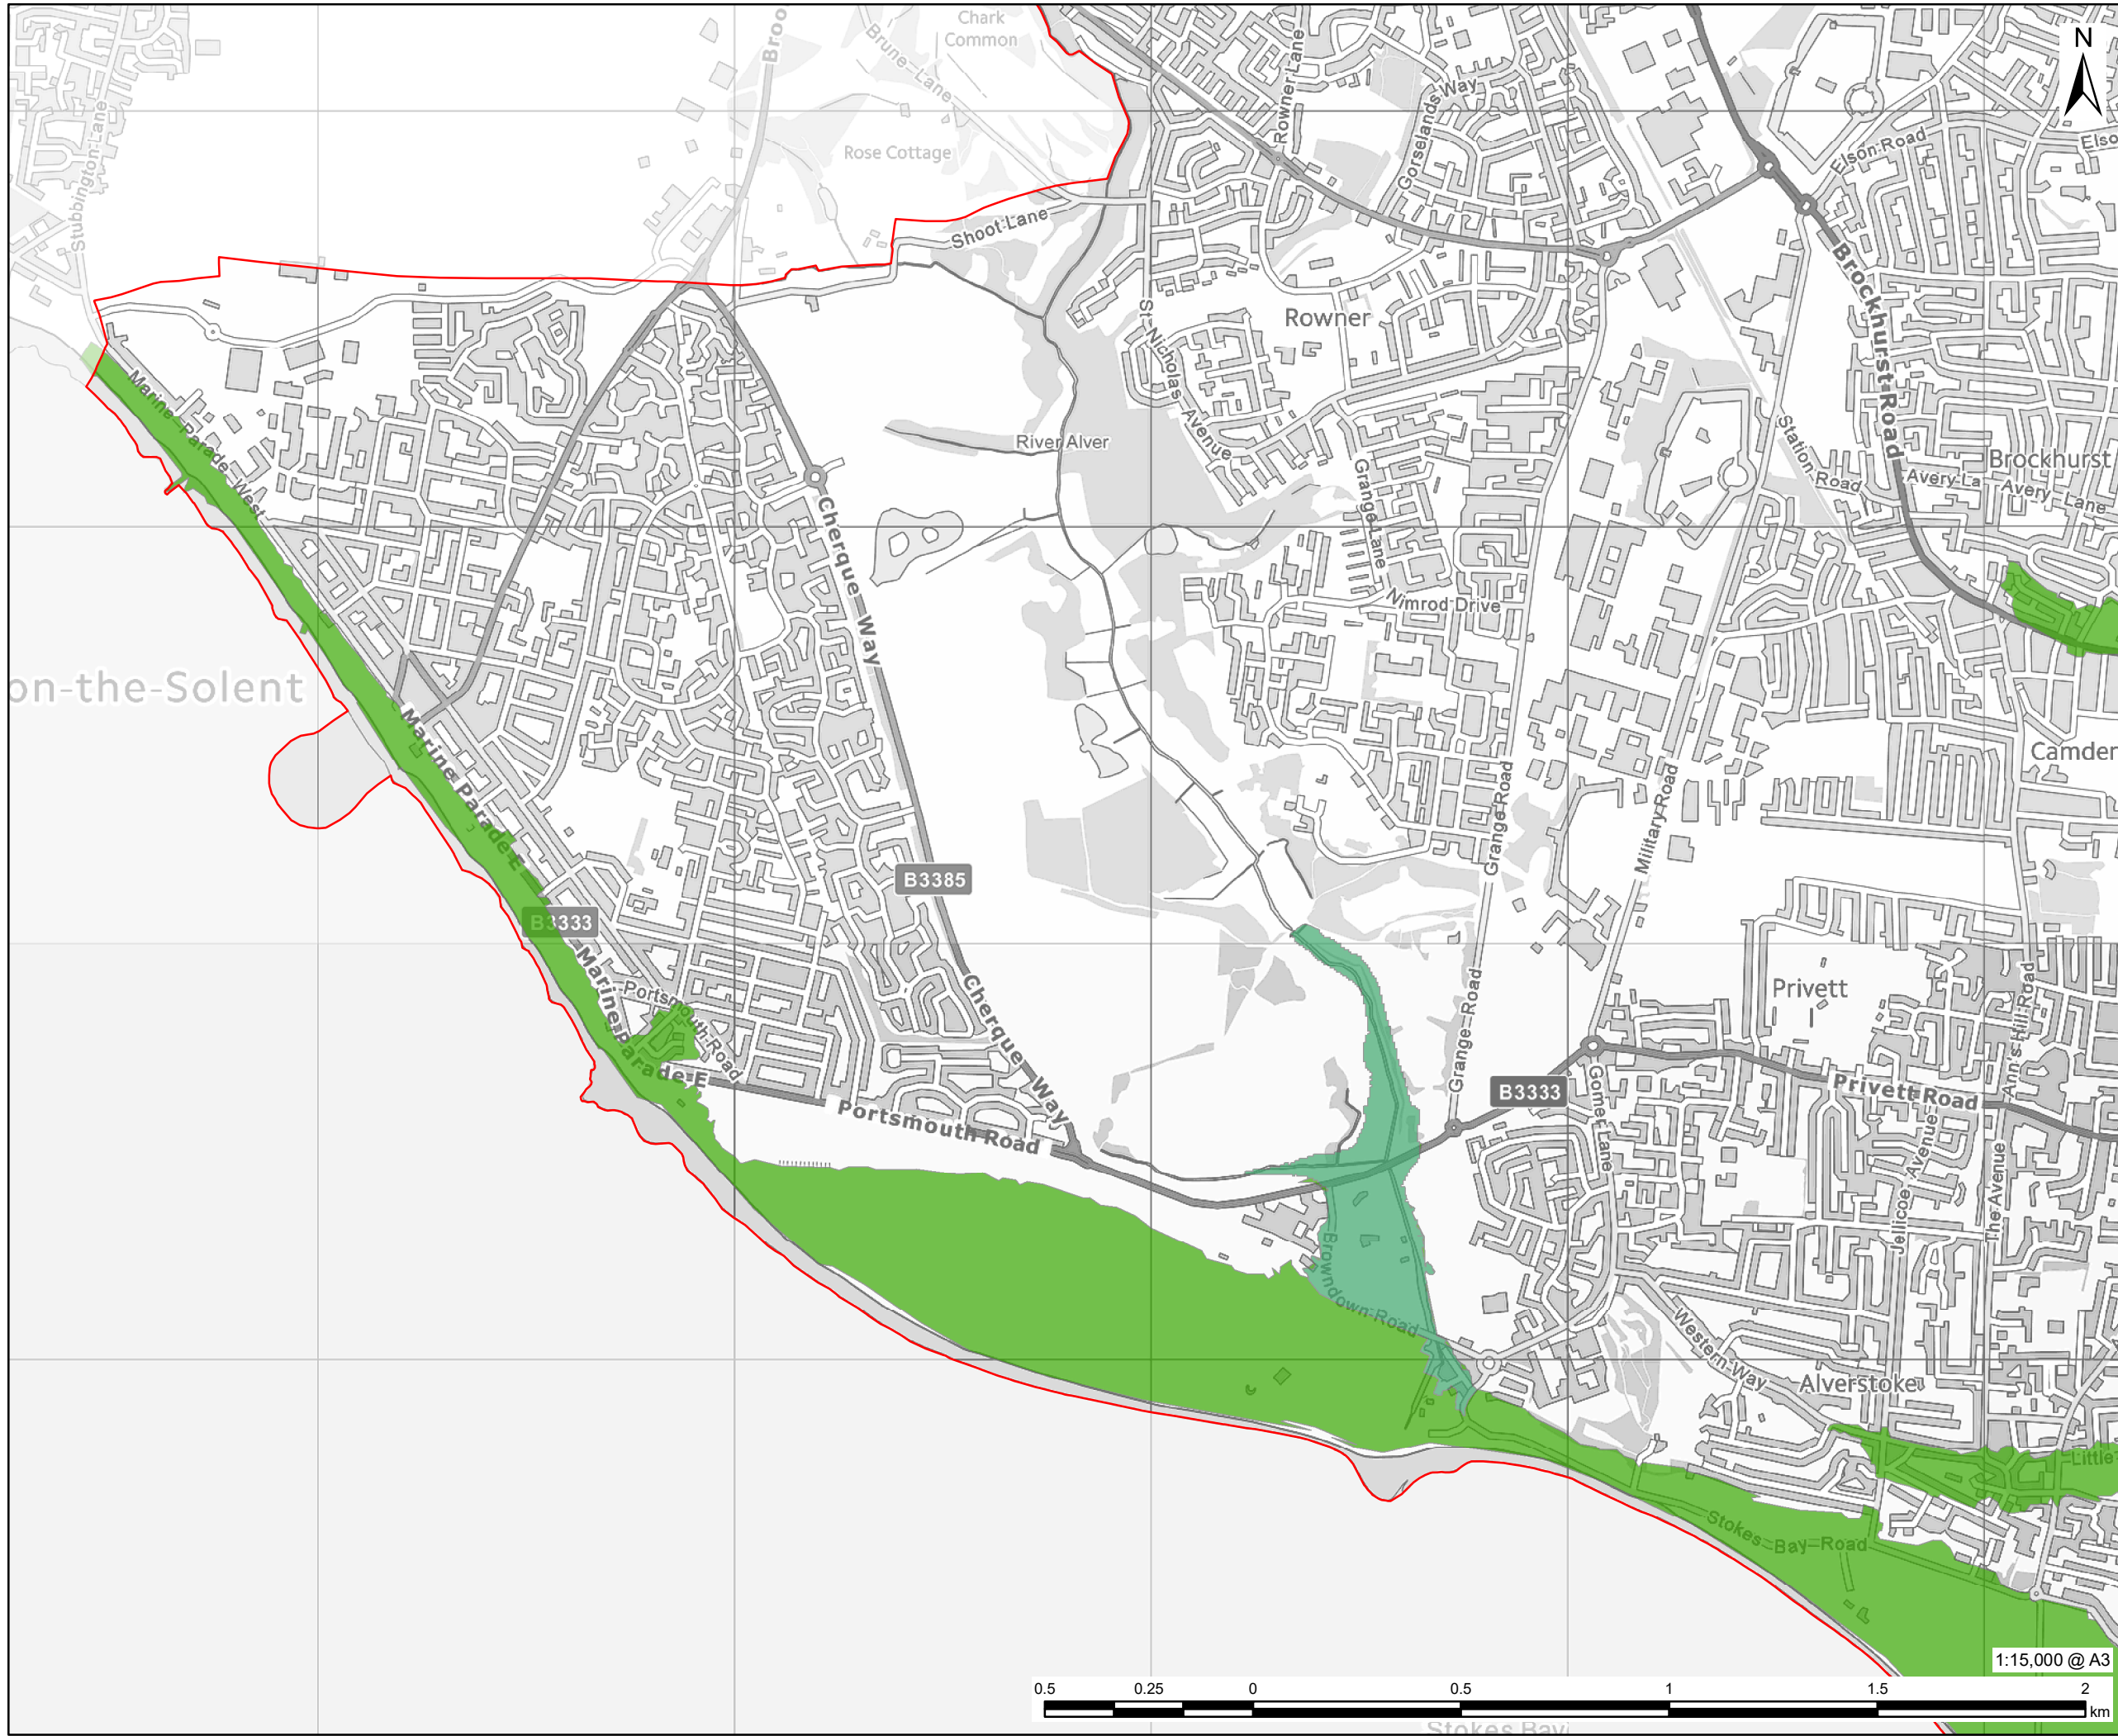 Chark
Common
N
Broo
Brune Lane
Rowner Lane
Gorselands Way
Elson Road
Elso
Stubbington Lane
Rose Cottage
Shoot Lane
Brockhurst Road
Rowner
St. Nicholas Avenue
Marine Parade West
River Alver
Station Road
Brockhurst
Avery La
Avery Lane
Grange Lane
Cherque Way
Nimrod Drive
on-the-Solent
Camden
Marine Parade E
Grange Road
Military Road
B3385
B3333
Marine Parade E
Portsmouth Road
Cherque Way
Grange Road
Privett
Ann's Hill Road
B3333
Privett Road
Gomer Lane
Portsmouth Road
Jellicoe Avenue
The Avenue
Browndown Road
Western Way
Alverstoke
Little
Stokes Bay Road
1:15,000 @ A3
0.5 0.25 0 0.5 1 1.5 2
km
Stokes Bay